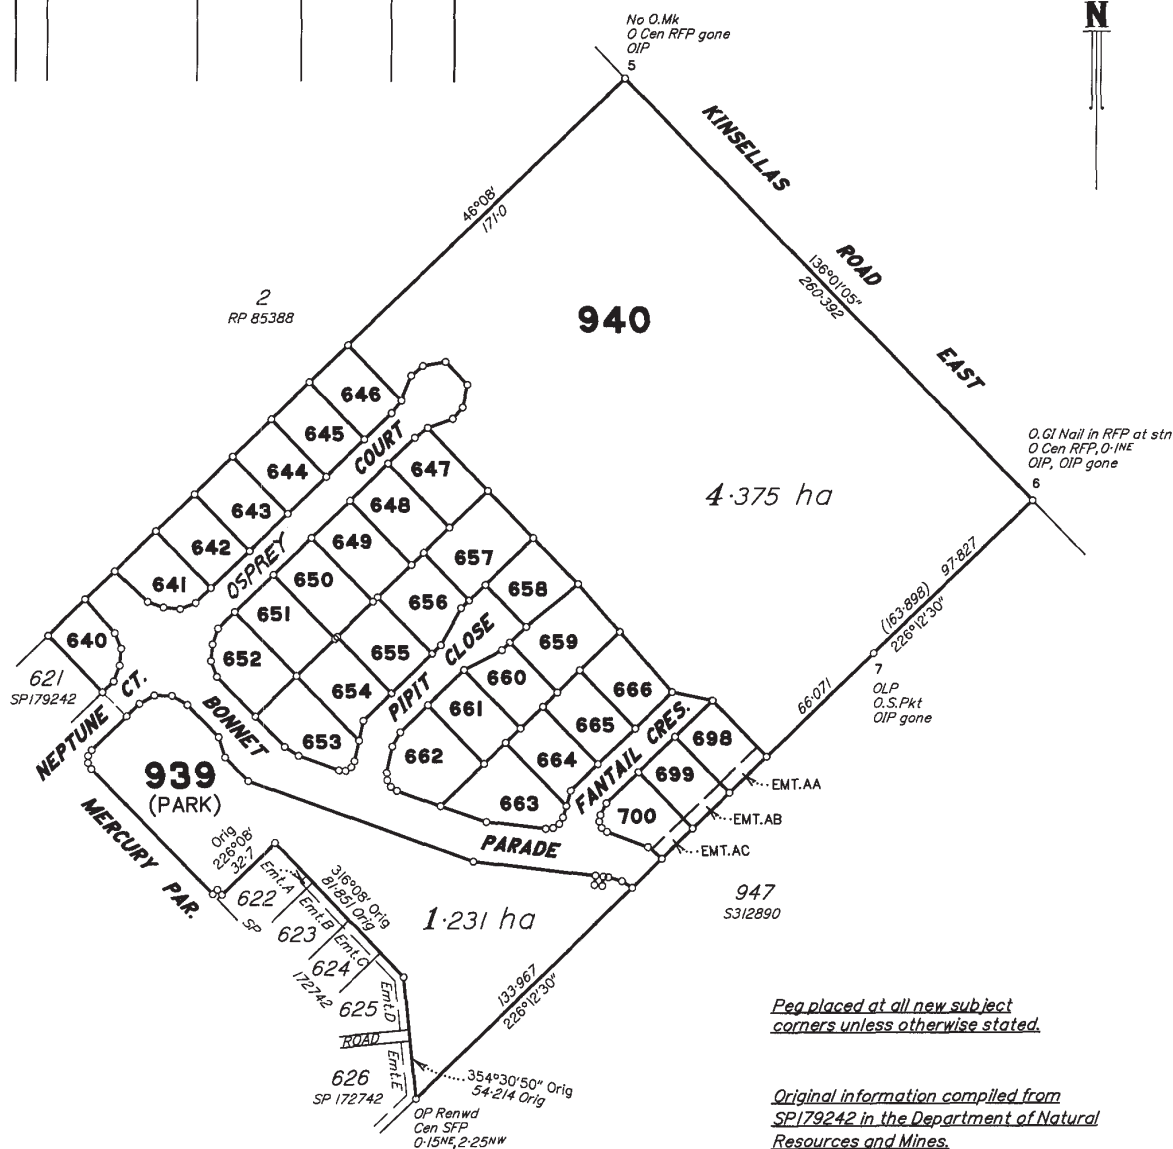 N
No O.Mk
O Cen RFP gone
OIP
5
KINSELLAS
ROAD
EAST
46°08'
171·0
136°01'05"
260·392
2
RP 85388
940
646
645
644
643
642
641
640
COURT
OSPREY
647
648
649
650
651
652
653
654
655
656
657
658
659
660
661
662
663
664
665
666
4·375 ha
O.GI Nail in RFP at stn
O Cen RFP,0·1NE
OIP, OIP gone
6
97·827
(163·898)
226°12'30"
7
OLP
O.S.Pkt
OIP gone
66·071
621
SP179242
NEPTUNE CT.
BONNET
PIPIT CLOSE
FANTAIL CRES.
698
699
700
EMT.AA
EMT.AB
EMT.AC
939
(PARK)
MERCURY PAR.
PARADE
Orig
226°08'
32·7
316°08' Orig
81·851 Orig
Emt.A
Emt.B
Emt.C
Emt.D
Emt.E
622
623
624
625
SP
172742
ROAD
626
SP 172742
1·231 ha
947
S312890
133·967
226°12'30"
354°30'50" Orig
54·214 Orig
OP Renwd
Cen SFP
0·15NE,2·25NW
Peg placed at all new subject
corners unless otherwise stated.
Original information compiled from
SP179242 in the Department of Natural
Resources and Mines.